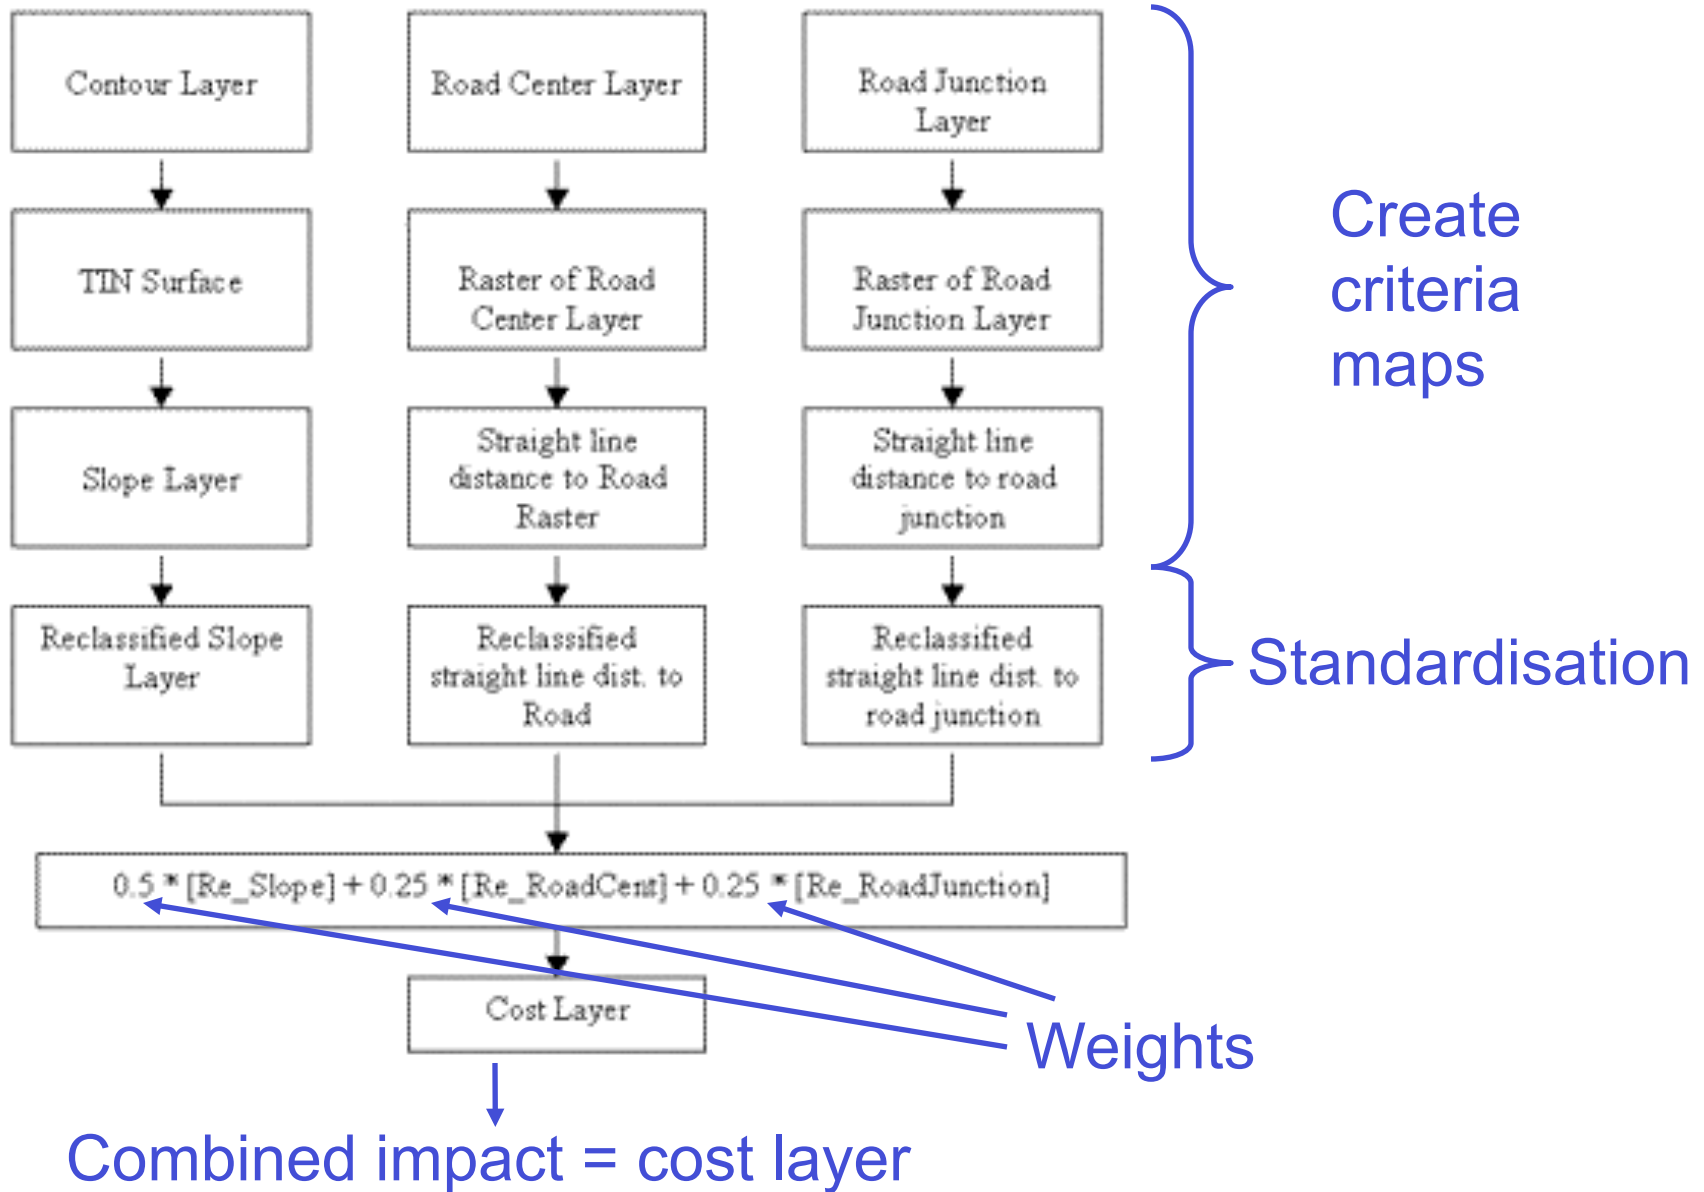 Contour Layer
Road Center Layer
Road Junction
Layer
TIN Surface
Raster of Road
Center Layer
Raster of Road
Junction Layer
Create
criteria
maps
Slope Layer
Straight line
distance to Road
Raster
Straight line
distance to road
junction
Reclassified Slope
Layer
Reclassified
straight line dist. to
Road
Reclassified
straight line dist. to
road junction
Standardisation
0.5 * [Re_Slope] + 0.25 * [Re_RoadCent] + 0.25 * [Re_RoadJunction]
Cost Layer
Weights
Combined impact = cost layer